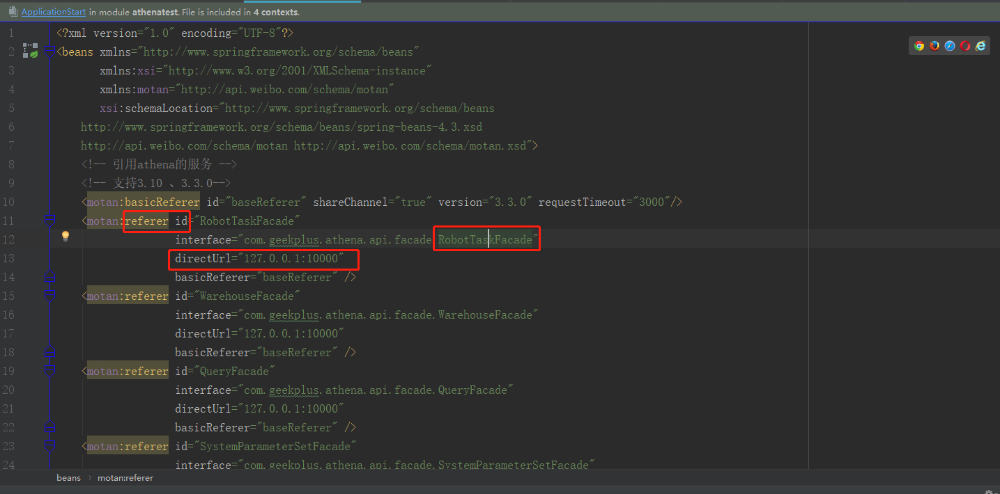 ApplicationStart in module athenatest. File is included in 4 contexts.
1 <?xml version="1.0" encoding="UTF-8"?>
2 <beans xmlns="http://www.springframework.org/schema/beans"
3 xmlns:xsi="http://www.w3.org/2001/XMLSchema-instance"
4 xmlns:motan="http://api.weibo.com/schema/motan"
5 xsi:schemaLocation="http://www.springframework.org/schema/beans
6 http://www.springframework.org/schema/beans/spring-beans-4.3.xsd
7 http://api.weibo.com/schema/motan http://api.weibo.com/schema/motan.xsd">
8 <!-- 引用athena的服务 -->
9 <!-- 支持3.10 、3.3.0-->
10 <motan:basicReferer id="baseReferer" shareChannel="true" version="3.3.0" requestTimeout="3000"/>
11 <motan:referer id="RobotTaskFacade"
12 interface="com.geekplus.athena.api.facade.RobotTaskFacade"
13 directUrl="127.0.0.1:10000"
14 basicReferer="baseReferer" />
15 <motan:referer id="WarehouseFacade"
16 interface="com.geekplus.athena.api.facade.WarehouseFacade"
17 directUrl="127.0.0.1:10000"
18 basicReferer="baseReferer" />
19 <motan:referer id="QueryFacade"
20 interface="com.geekplus.athena.api.facade.QueryFacade"
21 directUrl="127.0.0.1:10000"
22 basicReferer="baseReferer" />
23 <motan:referer id="SystemParameterSetFacade"
24 interface="com.geekplus.athena.api.facade.SystemParameterSetFacade"
beans › motan:referer